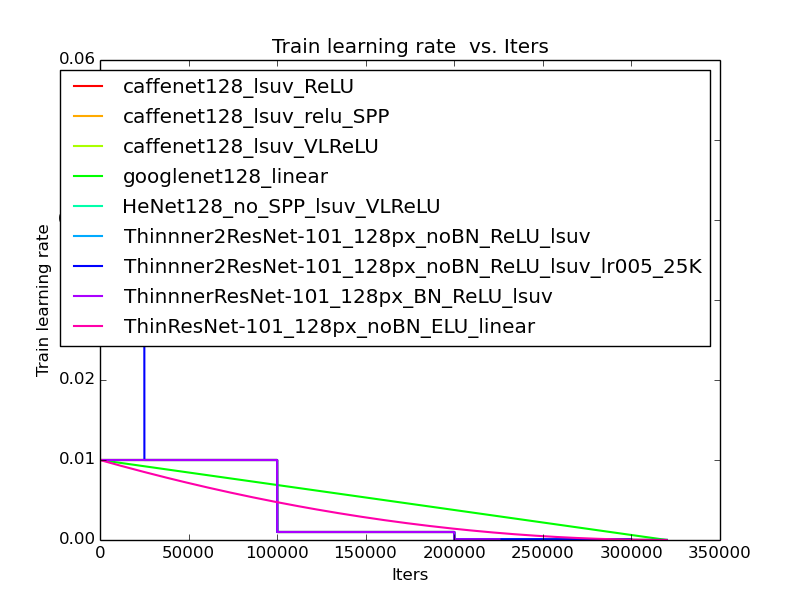 Train learning rate  vs. Iters
0.06
caffenet128_lsuv_ReLU
caffenet128_lsuv_relu_SPP
caffenet128_lsuv_VLReLU
googlenet128_linear
HeNet128_no_SPP_lsuv_VLReLU
Thinnner2ResNet-101_128px_noBN_ReLU_lsuv
Thinnner2ResNet-101_128px_noBN_ReLU_lsuv_lr005_25K
ThinnnerResNet-101_128px_BN_ReLU_lsuv
ThinResNet-101_128px_noBN_ELU_linear
Train learning rate
0.02
0.01
0.00
0 50000 100000 150000 200000 250000 300000 350000
Iters